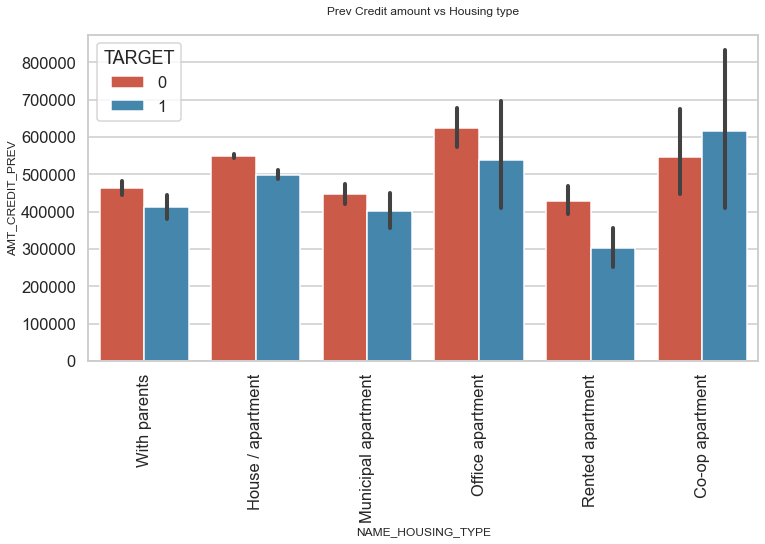 Prev Credit amount vs Housing type
TARGET
0
1
AMT_CREDIT_PREV
800000
700000
600000
500000
400000
300000
200000
100000
0
With parents
House / apartment
Municipal apartment
Office apartment
Rented apartment
Co-op apartment
NAME_HOUSING_TYPE